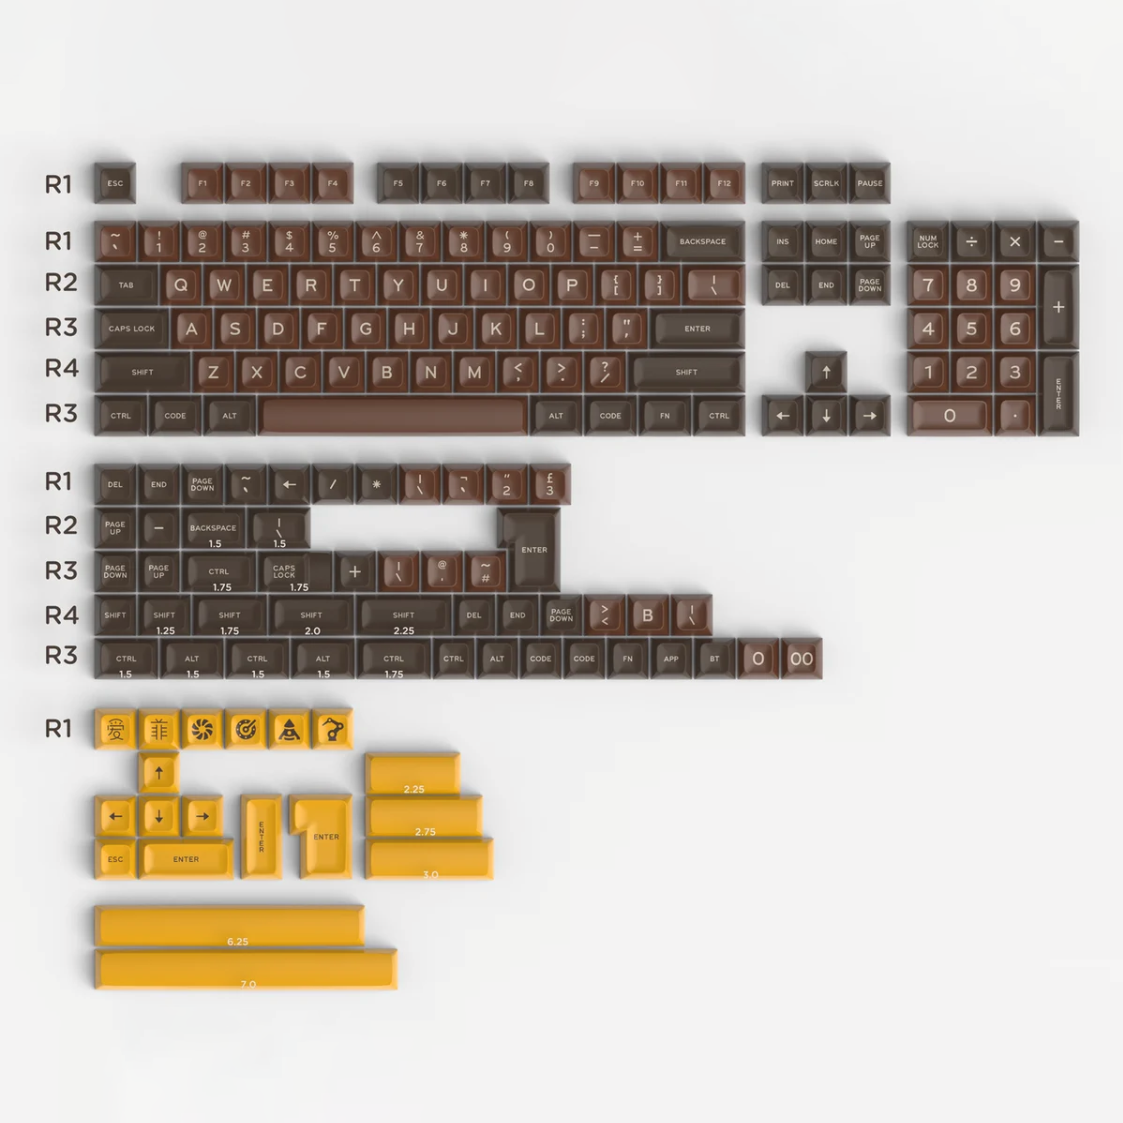 R1 ESC F1 F2 F3 F4 F5 F6 F7 F8 F9 F10 F11 F12 PRINT SCRLK PAUSE
R1 ~ ` ! 1 @ 2 # 3 $ 4 % 5 ^ 6 & 7 * 8 ( 9 ) 0 — - + = BACKSPACE INS HOME PAGE UP NUM LOCK ÷ × −
R2 TAB Q W E R T Y U I O P { [ } ] | \ DEL END PAGE DOWN 7 8 9 +
R3 CAPS LOCK A S D F G H J K L : ; " ' ENTER 4 5 6
R4 SHIFT Z X C V B N M < , > . ? / SHIFT ↑ 1 2 3 ENTER
R3 CTRL CODE ALT ALT CODE FN CTRL ← ↓ → 0 .
R1 DEL END PAGE DOWN ~ ` ← / * | \ ¬ ` " 2 £ 3
R2 PAGE UP − BACKSPACE 1.5 | \ 1.5 ENTER
R3 PAGE DOWN PAGE UP CTRL 1.75 CAPS LOCK 1.75 + | \ @ ' ~ #
R4 SHIFT SHIFT 1.25 SHIFT 1.75 SHIFT 2.0 SHIFT 2.25 DEL END PAGE DOWN > < B | \
R3 CTRL 1.5 ALT 1.5 CTRL 1.5 ALT 1.5 CTRL 1.75 CTRL ALT CODE CODE FN APP BT 0 00
R1
↑ 2.25
← ↓ → ENTER ENTER 2.75
ESC ENTER 3.0
6.25
7.0